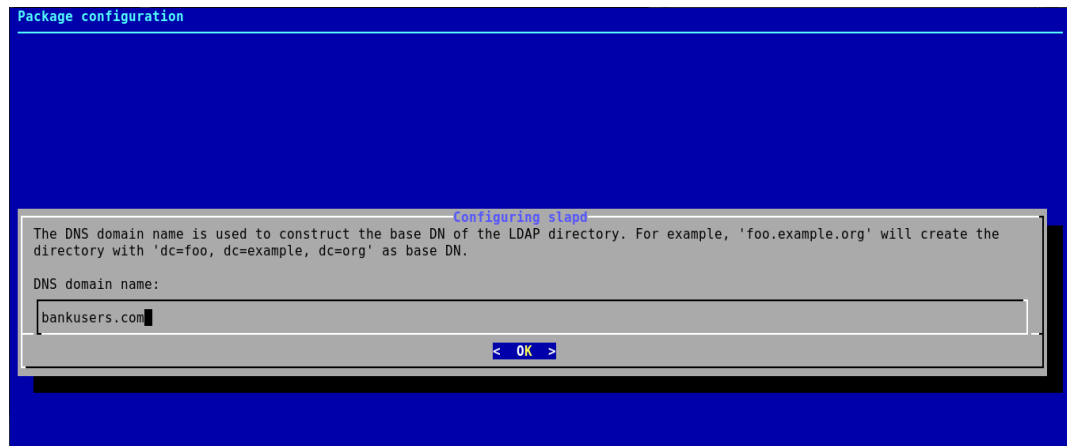 Package configuration
Configuring slapd
The DNS domain name is used to construct the base DN of the LDAP directory. For example, 'foo.example.org' will create the
directory with 'dc=foo, dc=example, dc=org' as base DN.
DNS domain name:
bankusers.com
< OK >